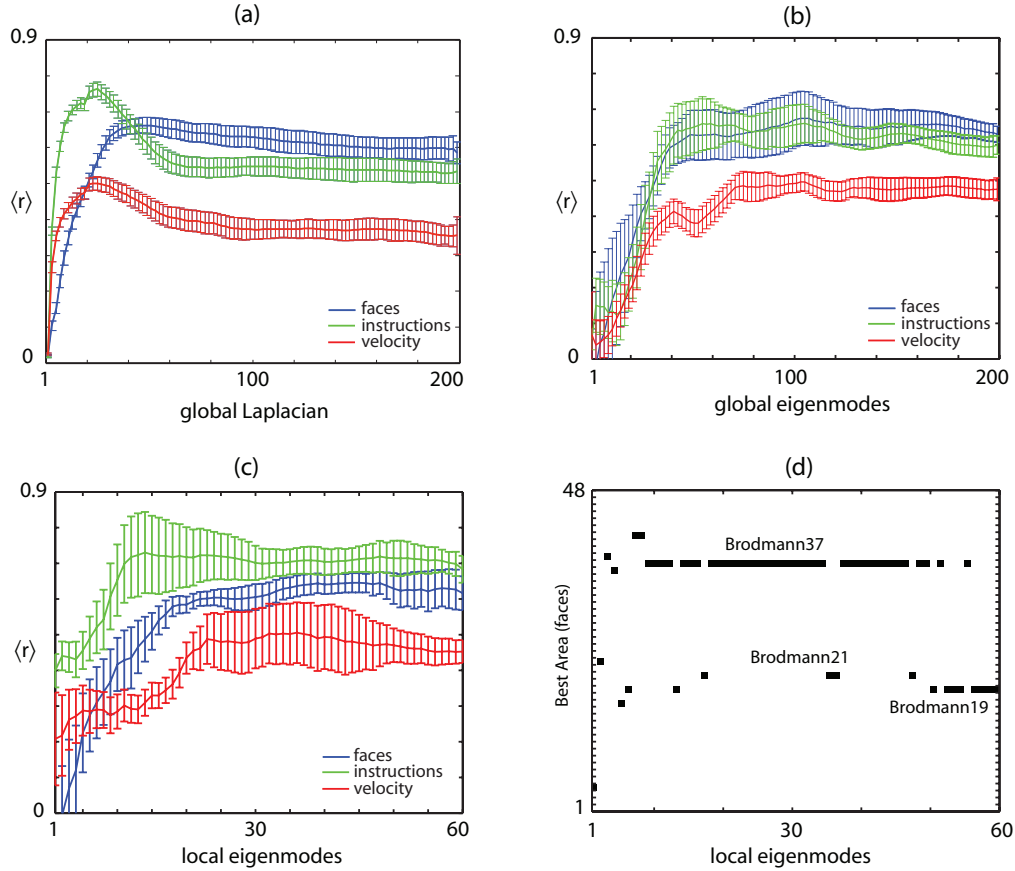 (a)
0.9
⟨r⟩
0
faces
instructions
velocity
1
100
200
global Laplacian
(b)
0.9
⟨r⟩
0
faces
instructions
velocity
1
100
200
global eigenmodes
(c)
0.9
⟨r⟩
0
faces
instructions
velocity
1
30
60
local eigenmodes
(d)
48
Best Area (faces)
1
Brodmann37
Brodmann21
Brodmann19
1
30
60
local eigenmodes